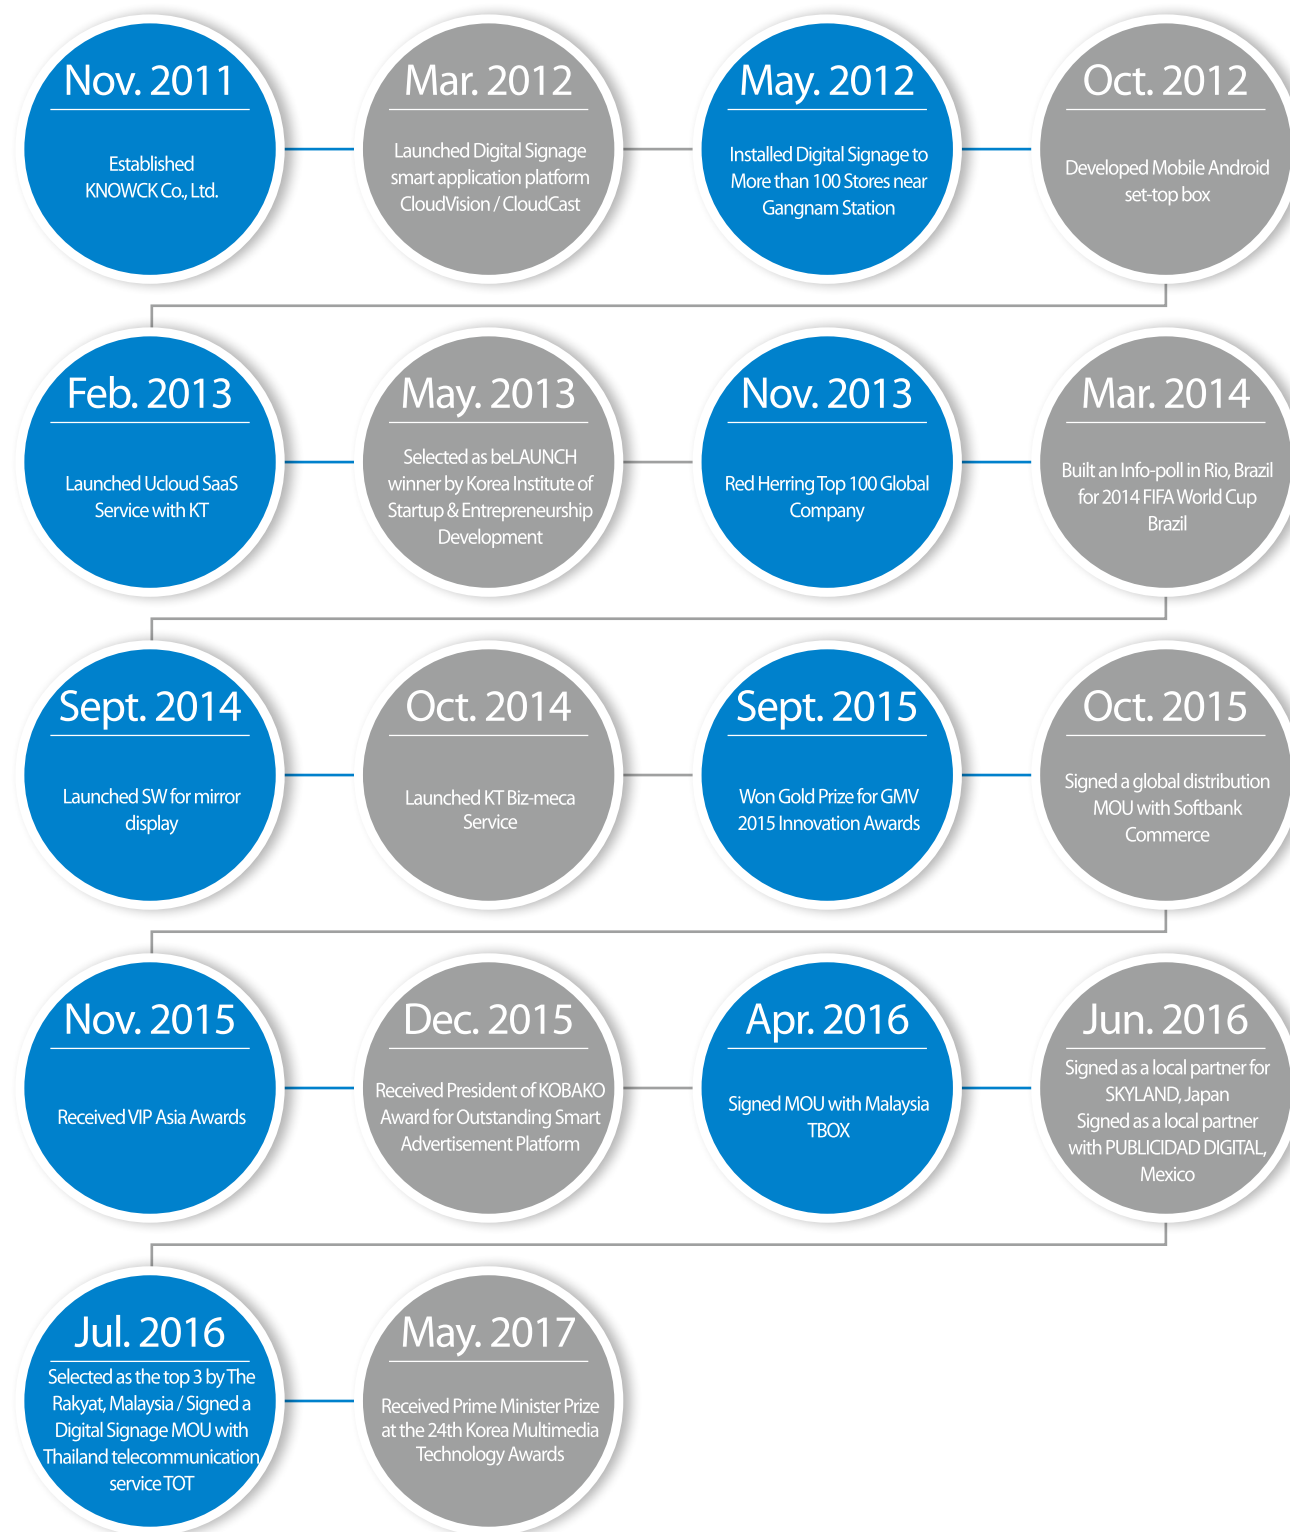 Nov. 2011
Established
KNOWCK Co., Ltd.
Mar. 2012
Launched Digital Signage
smart application platform
CloudVision / CloudCast
May. 2012
Installed Digital Signage to
More than 100 Stores near
Gangnam Station
Oct. 2012
Developed Mobile Android
set-top box
Feb. 2013
Launched Ucloud SaaS
Service with KT
May. 2013
Selected as beLAUNCH
winner by Korea Institute of
Startup & Entrepreneurship
Development
Nov. 2013
Red Herring Top 100 Global
Company
Mar. 2014
Built an Info-poll in Rio, Brazil
for 2014 FIFA World Cup
Brazil
Sept. 2014
Launched SW for mirror
display
Oct. 2014
Launched KT Biz-meca
Service
Sept. 2015
Won Gold Prize for GMV
2015 Innovation Awards
Oct. 2015
Signed a global distribution
MOU with Softbank
Commerce
Nov. 2015
Received VIP Asia Awards
Dec. 2015
Received President of KOBAKO
Award for Outstanding Smart
Advertisement Platform
Apr. 2016
Signed MOU with Malaysia
TBOX
Jun. 2016
Signed as a local partner for
SKYLAND, Japan
Signed as a local partner
with PUBLICIDAD DIGITAL,
Mexico
Jul. 2016
Selected as the top 3 by The
Rakyat, Malaysia / Signed a
Digital Signage MOU with
Thailand telecommunication
service TOT
May. 2017
Received Prime Minister Prize
at the 24th Korea Multimedia
Technology Awards